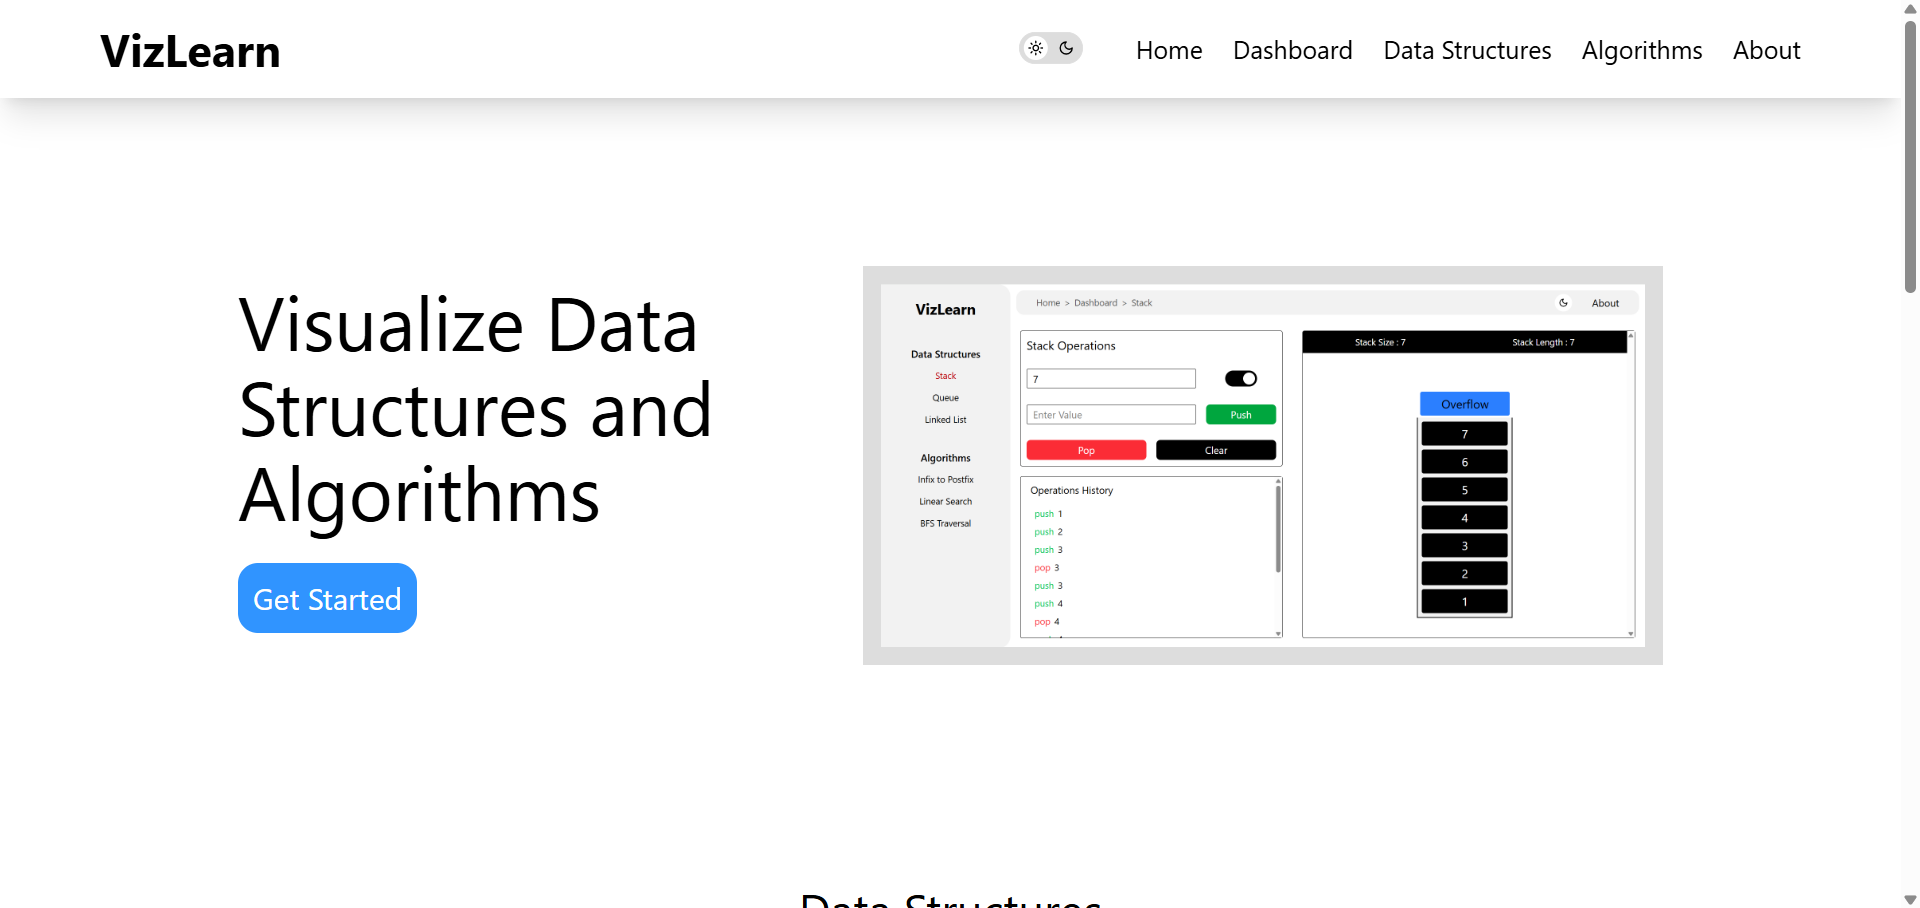 VizLearn
Home Dashboard Data Structures Algorithms About
Visualize Data
Structures and
Algorithms
Get Started
VizLearn
Data Structures
Stack
Queue
Linked List
Algorithms
Infix to Postfix
Linear Search
BFS Traversal
Home > Dashboard > Stack
About
Stack Operations
7
Enter Value Push
Pop Clear
Operations History
push 1
push 2
push 3
pop 3
push 3
push 4
pop 4
Stack Size : 7 Stack Length : 7
Overflow
7
6
5
4
3
2
1
Data Structures